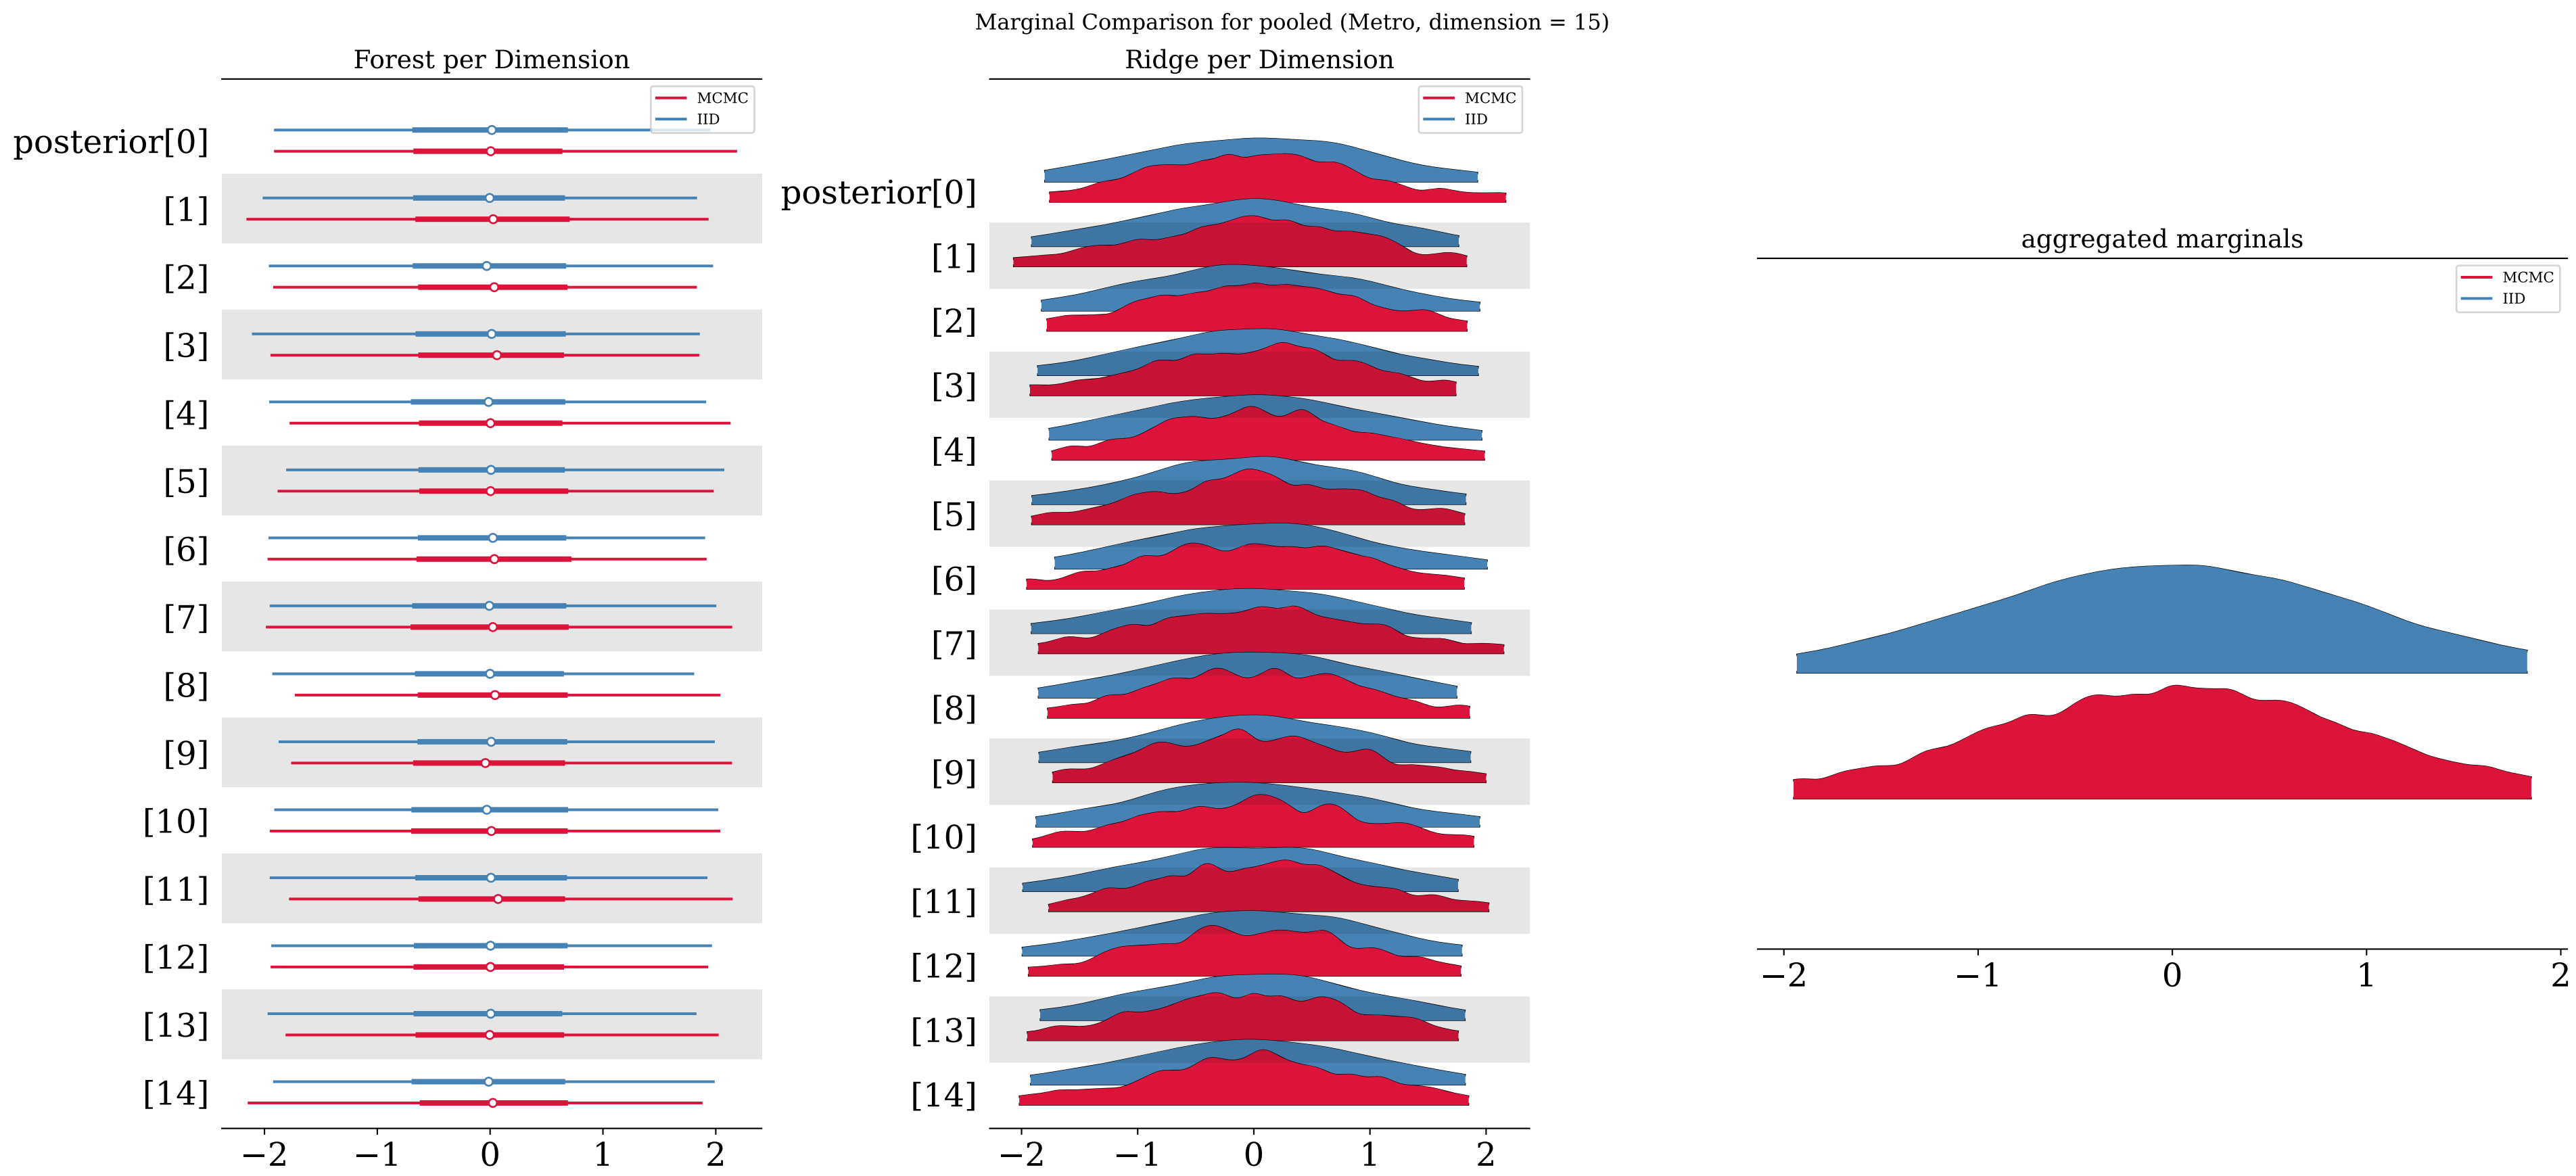 Marginal Comparison for pooled (Metro, dimension = 15)
Forest per Dimension
MCMC
IID
posterior[0]
[1]
[2]
[3]
[4]
[5]
[6]
[7]
[8]
[9]
[10]
[11]
[12]
[13]
[14]
−2 −1 0 1 2
Ridge per Dimension
MCMC
IID
posterior[0]
[1]
[2]
[3]
[4]
[5]
[6]
[7]
[8]
[9]
[10]
[11]
[12]
[13]
[14]
−2 −1 0 1 2
aggregated marginals
MCMC
IID
−2 −1 0 1 2